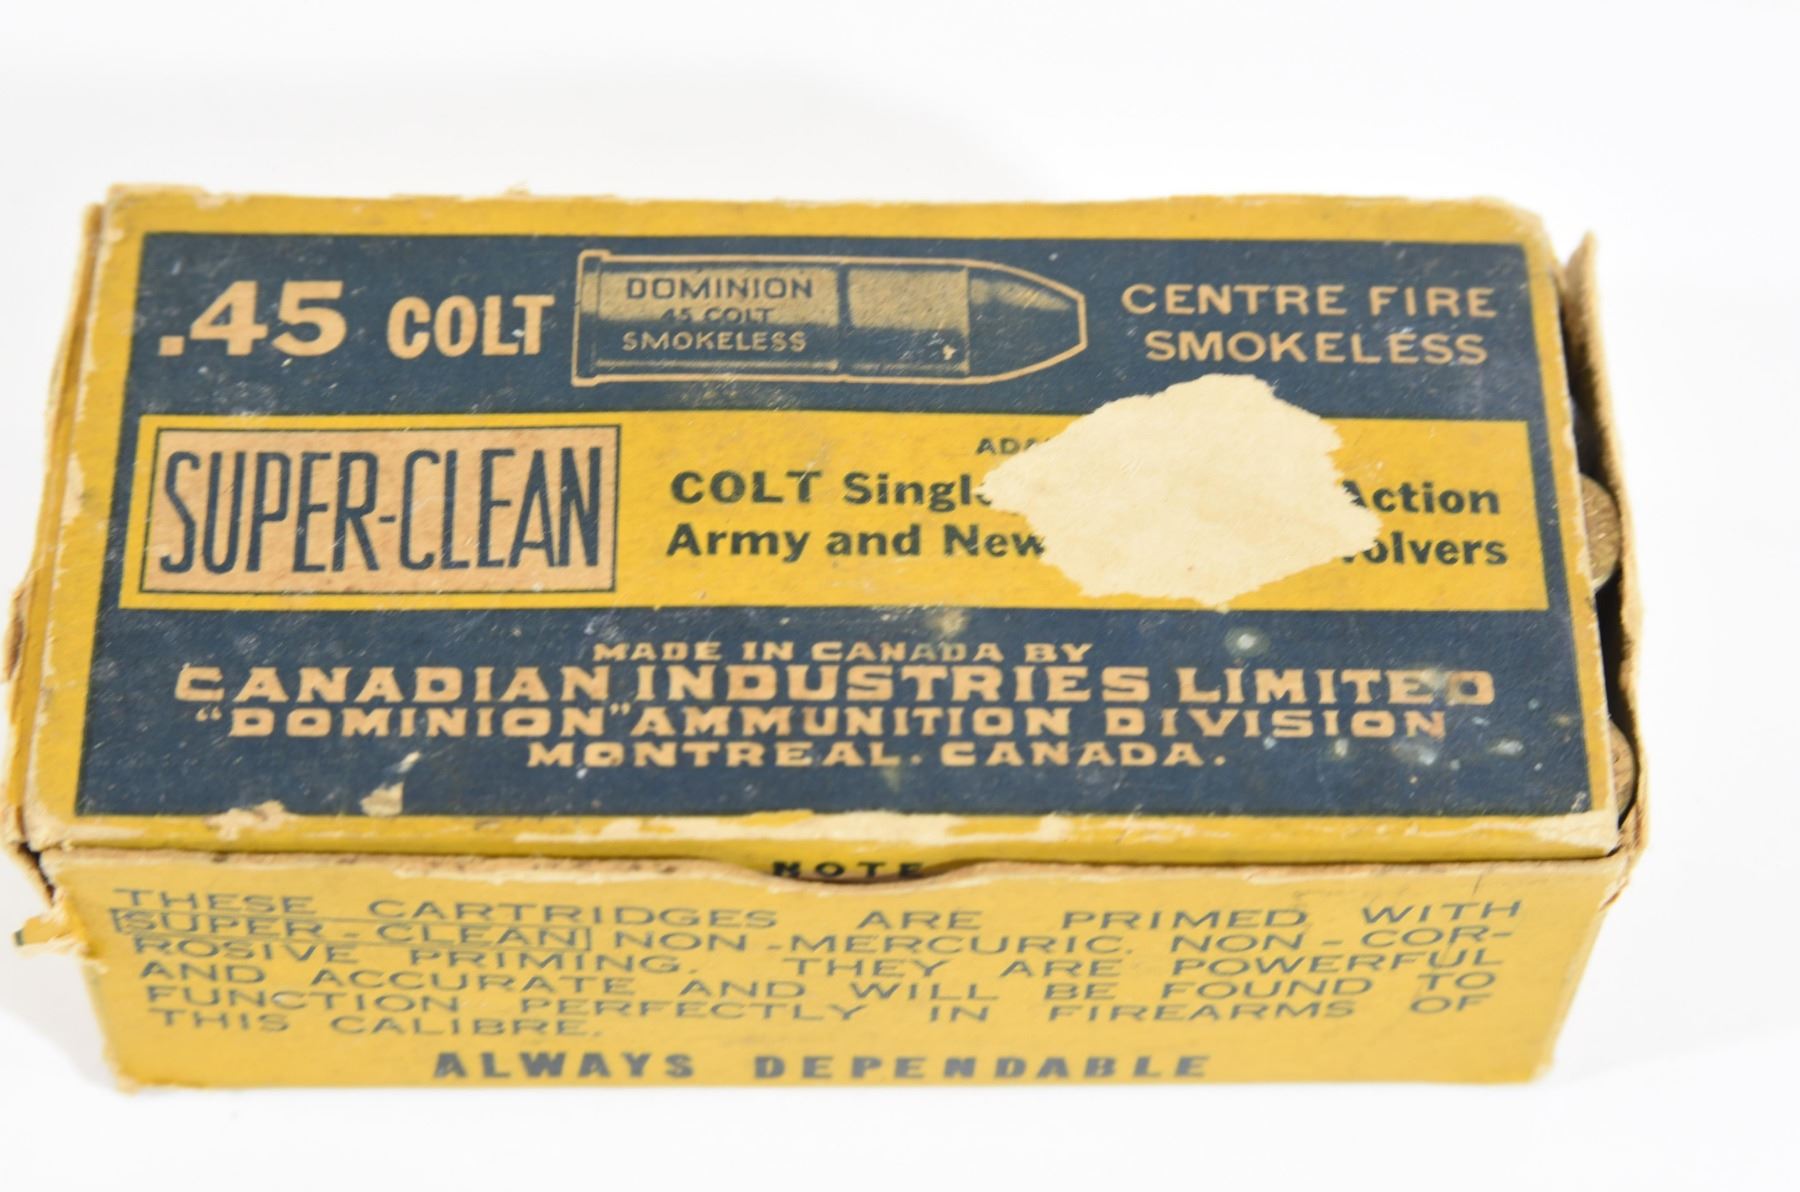 .45 COLT
DOMINION
45 COLT
SMOKELESS
CENTRE FIRE
SMOKELESS
SUPER-CLEAN
COLT Action
Army and New
MADE IN CANADA BY
CANADIAN INDUSTRIES LIMITED
"DOMINION" AMMUNITION DIVISION
MONTREAL. CANADA.
NOTE
THESE CARTRIDGES ARE PRIMED WITH
SUPER-CLEAN NON-MERCURIC, NON-COR-
ROSIVE PRIMING. THEY ARE POWERFUL
AND ACCURATE AND WILL BE FOUND TO
FUNCTION PERFECTLY IN FIREARMS OF
THIS CALIBRE.
ALWAYS DEPENDABLE